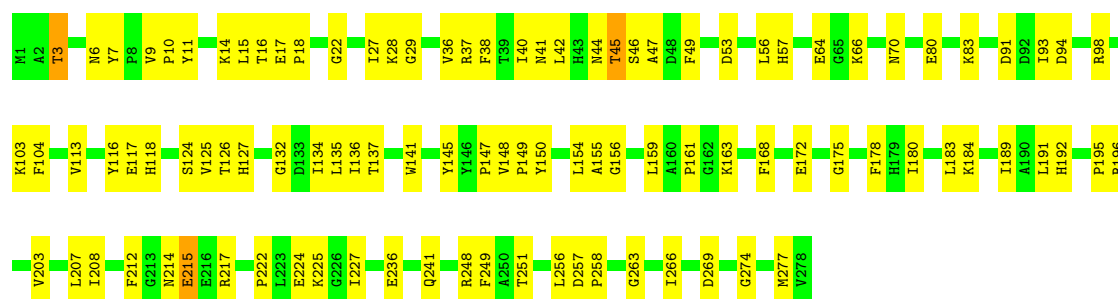 M1 A2 T3 N6 Y7 P8 V9 P10 Y11 K14 L15 T16 E17 P18 G22 I27 K28 G29 V36 R37 F38 T39 I40 N41 L42 H43 N44 T45 S46 A47 D48 F49 D53 L56 H57 E64 G65 K66 N70 E80 K83 D91 D92 I93 D94 R98
K103 F104 V113 Y116 E117 H118 S124 V125 T126 H127 G132 D133 I134 L135 I136 T137 W141 Y145 Y146 P147 V148 P149 Y150 L154 A155 G156 L159 A160 P161 G162 K163 F168 E172 G175 F178 H179 I180 L183 K184 I189 A190 L191 H192 P195
V203 L207 I208 F212 G213 N214 E215 E216 R217 P222 L223 E224 K225 G226 I227 E236 Q241 R248 F249 A250 T251 L256 D257 P258 G263 I266 D269 G274 M277 V278